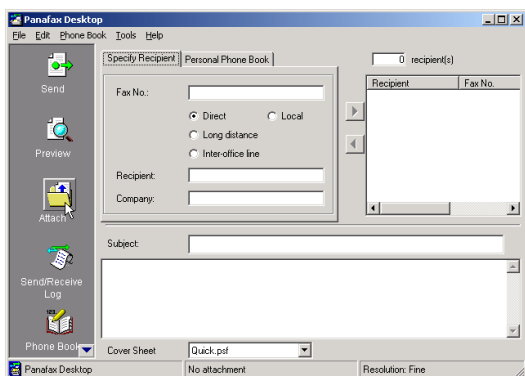 Panafax Desktop
File Edit Phone Book Tools Help
Send
Preview
Attach
Send/Receive
Log
Phone Book
Specify Recipient Personal Phone Book
Fax No.:
Direct Local
Long distance
Inter-office line
Recipient:
Company:
0 recipient(s)
Recipient Fax No.
Subject:
Cover Sheet Quick.psf
Panafax Desktop No attachment Resolution: Fine